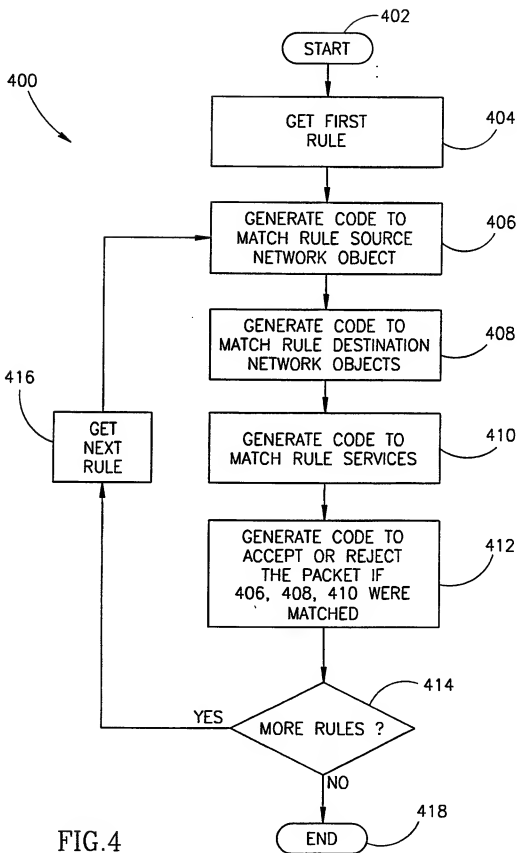 402
START
400
GET FIRST
RULE
404
GENERATE CODE TO
MATCH RULE SOURCE
NETWORK OBJECT
406
GENERATE CODE TO
MATCH RULE DESTINATION
NETWORK OBJECTS
408
416
GET
NEXT
RULE
GENERATE CODE TO
MATCH RULE SERVICES
410
GENERATE CODE TO
ACCEPT OR REJECT
THE PACKET IF
406, 408, 410 WERE
MATCHED
412
414
YES
MORE RULES ?
NO
END
418
FIG.4